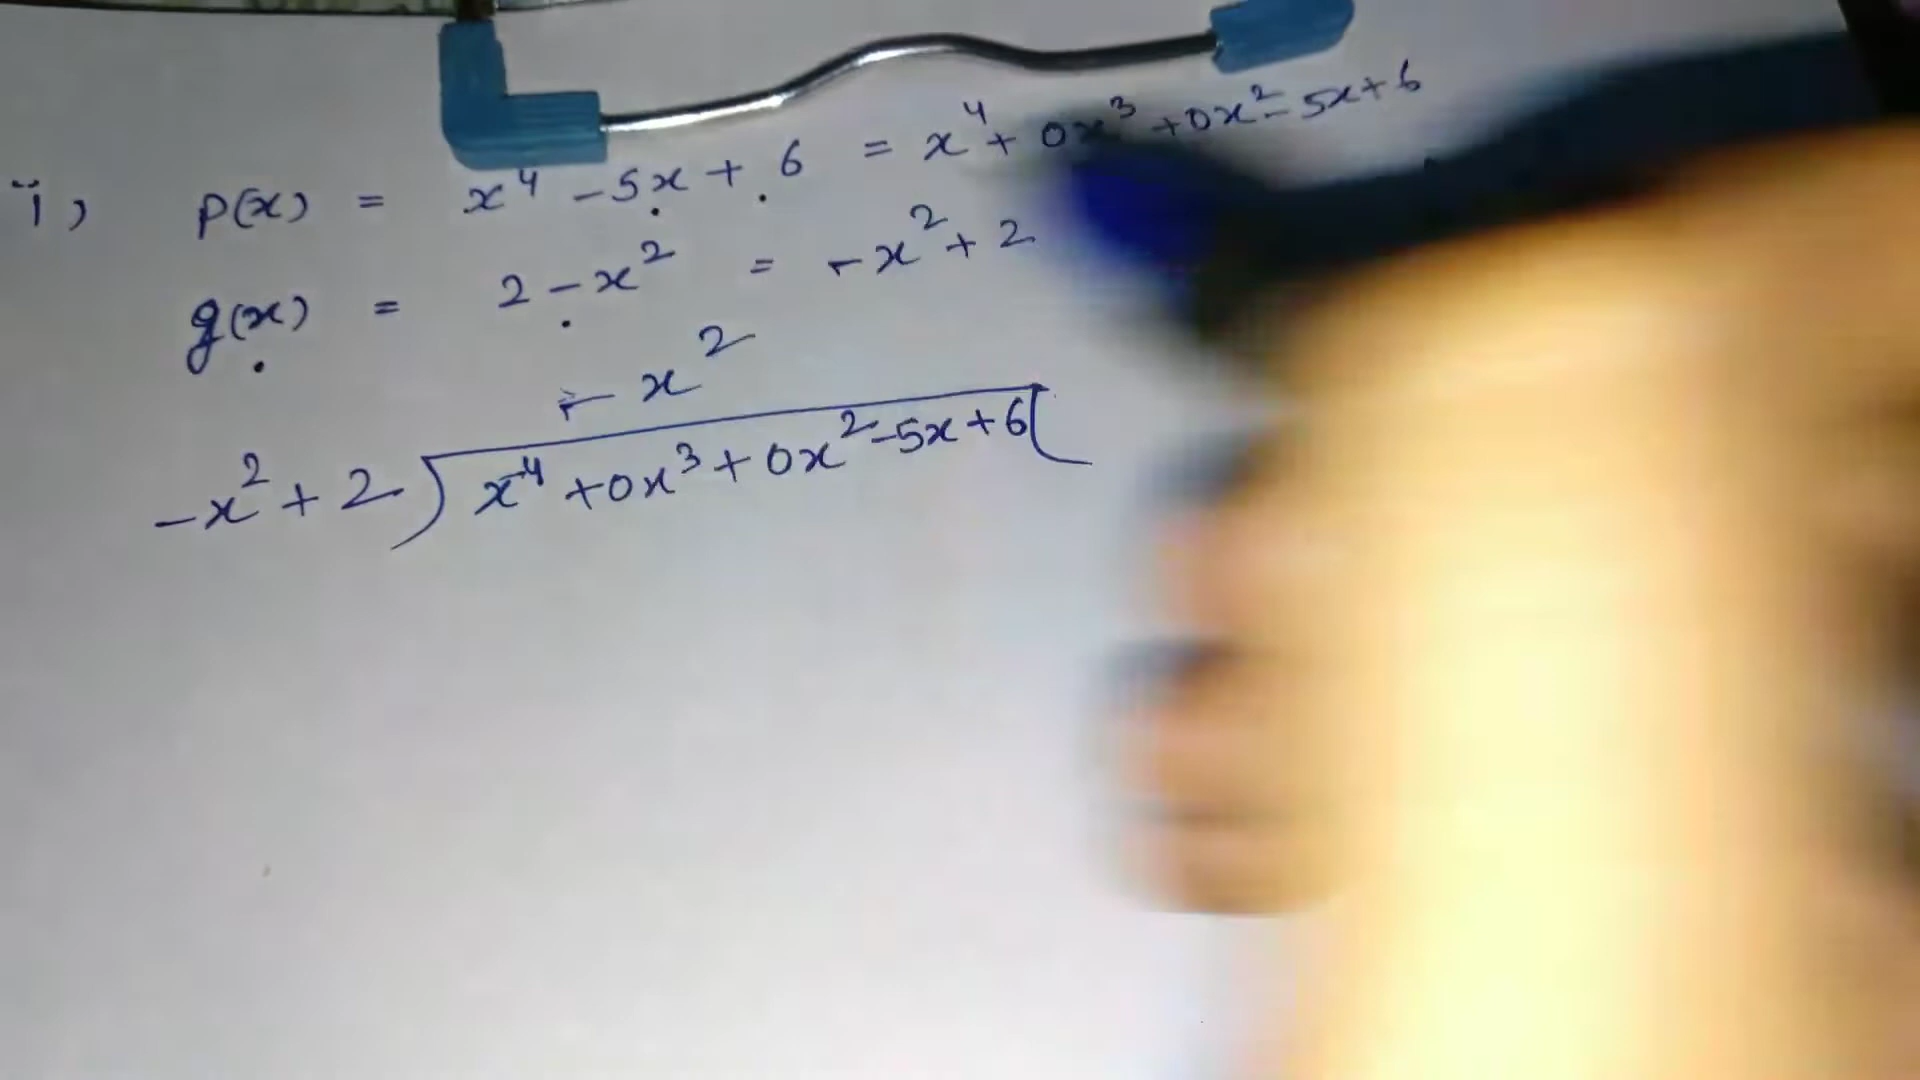 ii) p(x) = x⁴ - 5x + 6 = x⁴ + 0x³ + 0x² - 5x + 6
g(x) = 2 - x² = -x² + 2
-x²
-x² + 2 ) x⁴ + 0x³ + 0x² - 5x + 6 (